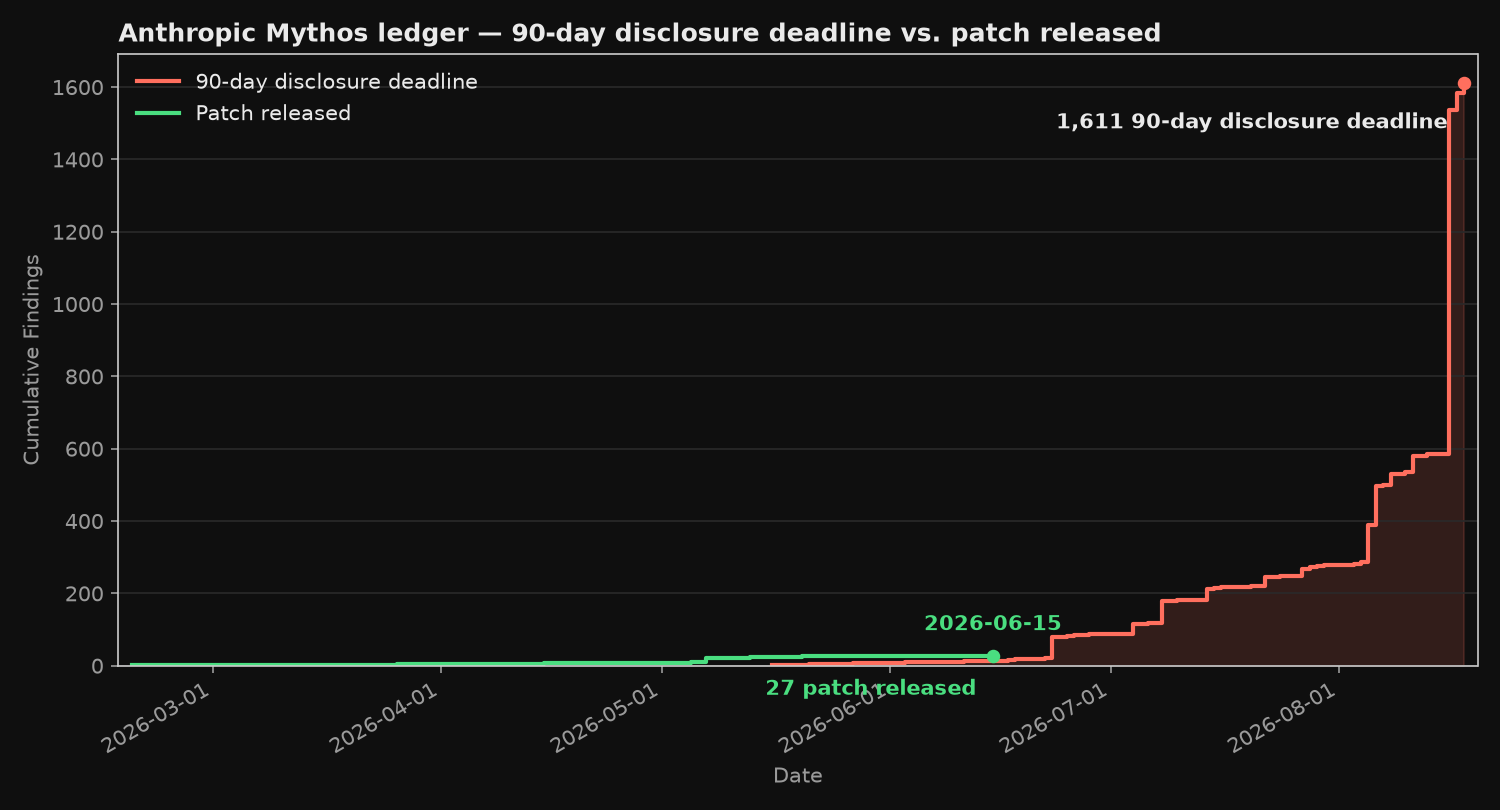 Anthropic Mythos ledger — 90-day disclosure deadline vs. patch released
90-day disclosure deadline
Patch released
1600
1400
1200
1000
800
600
400
200
0
Cumulative Findings
1,611 90-day disclosure deadline
2026-06-15
27 patch released
2026-03-01
2026-04-01
2026-05-01
2026-06-01
2026-07-01
2026-08-01
Date